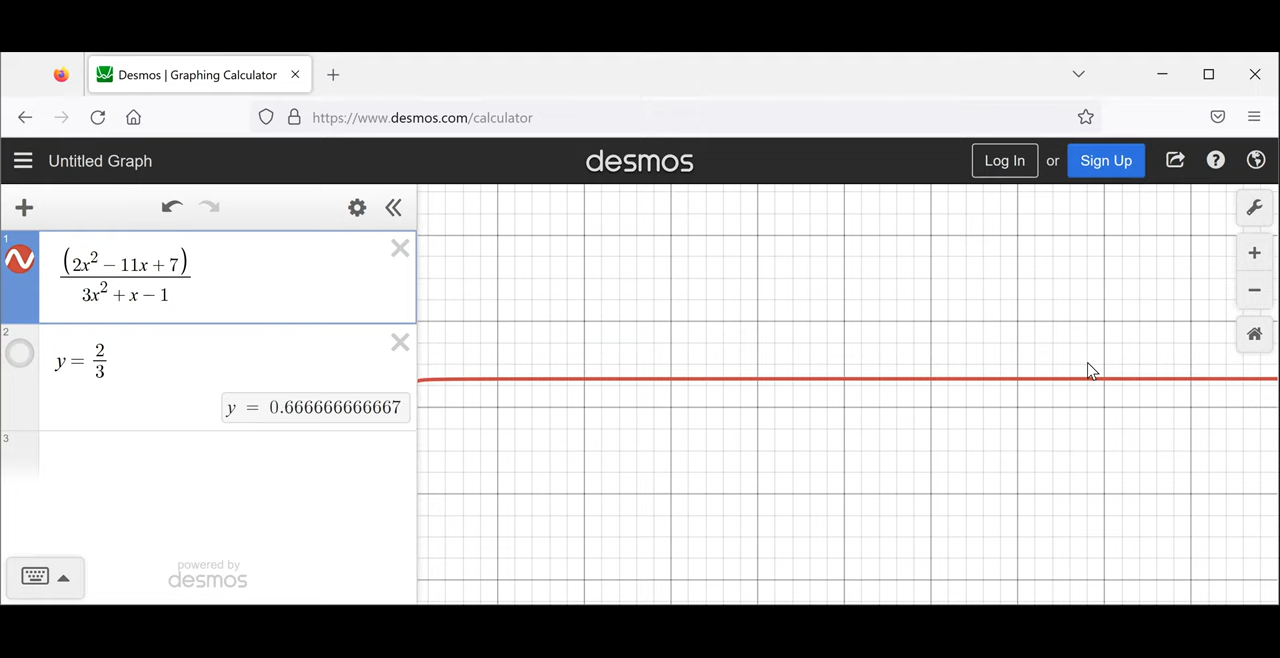 Desmos | Graphing Calculator
https://www.desmos.com/calculator
Untitled Graph
desmos
Log In or Sign Up
1
(2x² − 11x + 7)
3x² + x − 1
2
y = 2/3
y = 0.666666666667
3
powered by
desmos